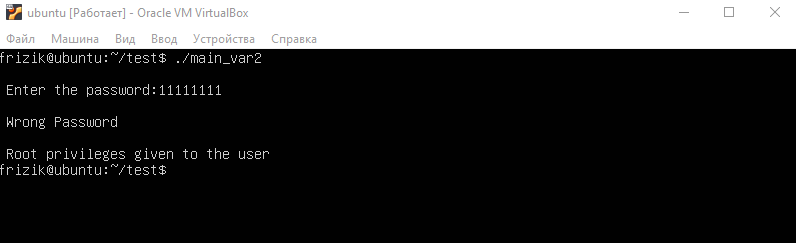 ubuntu [Работает] - Oracle VM VirtualBox
Файл Машина Вид Ввод Устройства Справка
frizik@ubuntu:~/test$ ./main_var2
Enter the password:11111111
Wrong Password
Root privileges given to the user
frizik@ubuntu:~/test$